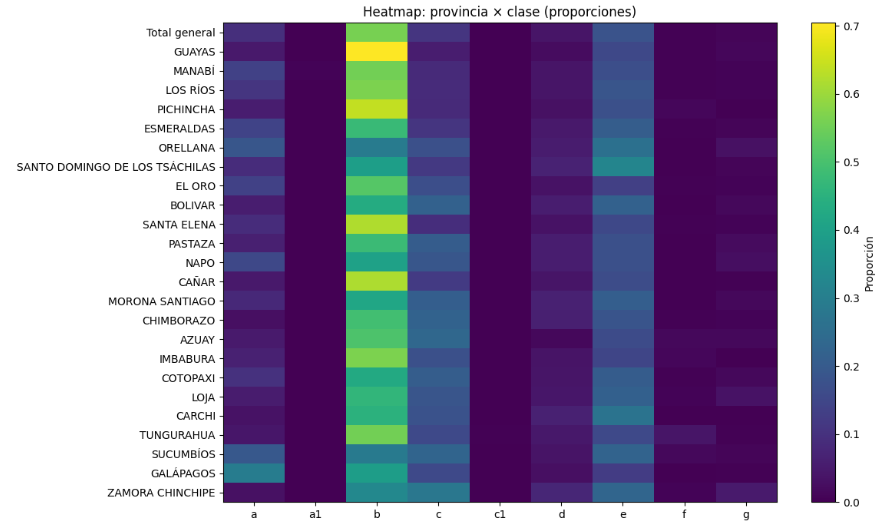 Heatmap: provincia × clase (proporciones)
Total general
GUAYAS
MANABÍ
LOS RÍOS
PICHINCHA
ESMERALDAS
ORELLANA
SANTO DOMINGO DE LOS TSÁCHILAS
EL ORO
BOLIVAR
SANTA ELENA
PASTAZA
NAPO
CAÑAR
MORONA SANTIAGO
CHIMBORAZO
AZUAY
IMBABURA
COTOPAXI
LOJA
CARCHI
TUNGURAHUA
SUCUMBÍOS
GALÁPAGOS
ZAMORA CHINCHIPE
a a1 b c c1 d e f g
0.7
0.6
0.5
0.4
0.3
0.2
0.1
0.0
Proporción